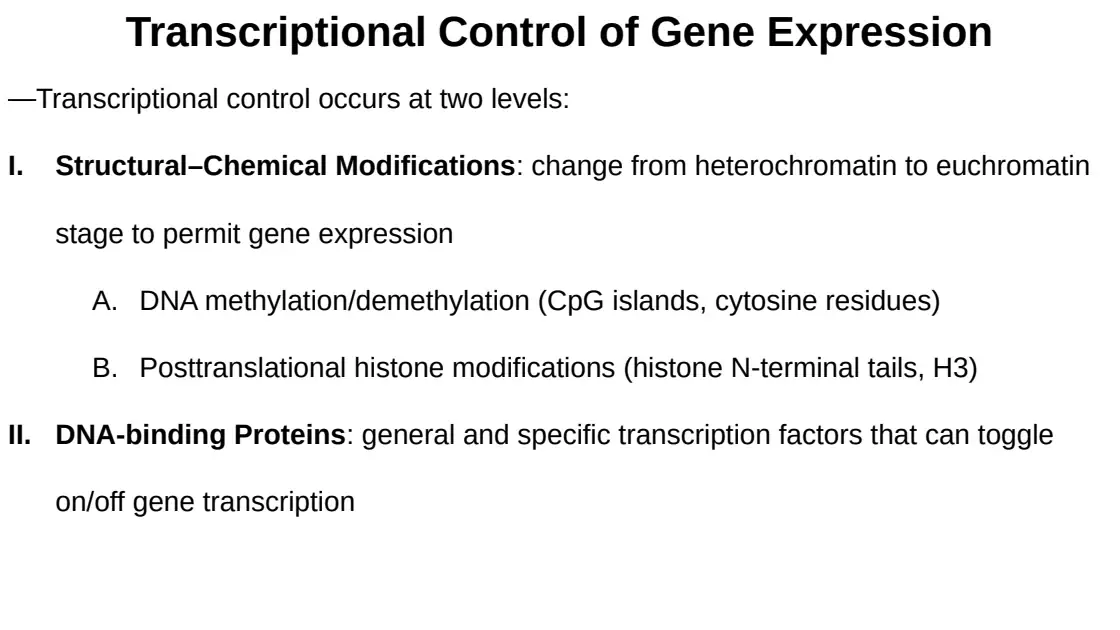 Transcriptional Control of Gene Expression
—Transcriptional control occurs at two levels:
I. Structural–Chemical Modifications: change from heterochromatin to euchromatin
stage to permit gene expression
A. DNA methylation/demethylation (CpG islands, cytosine residues)
B. Posttranslational histone modifications (histone N-terminal tails, H3)
II. DNA-binding Proteins: general and specific transcription factors that can toggle
on/off gene transcription